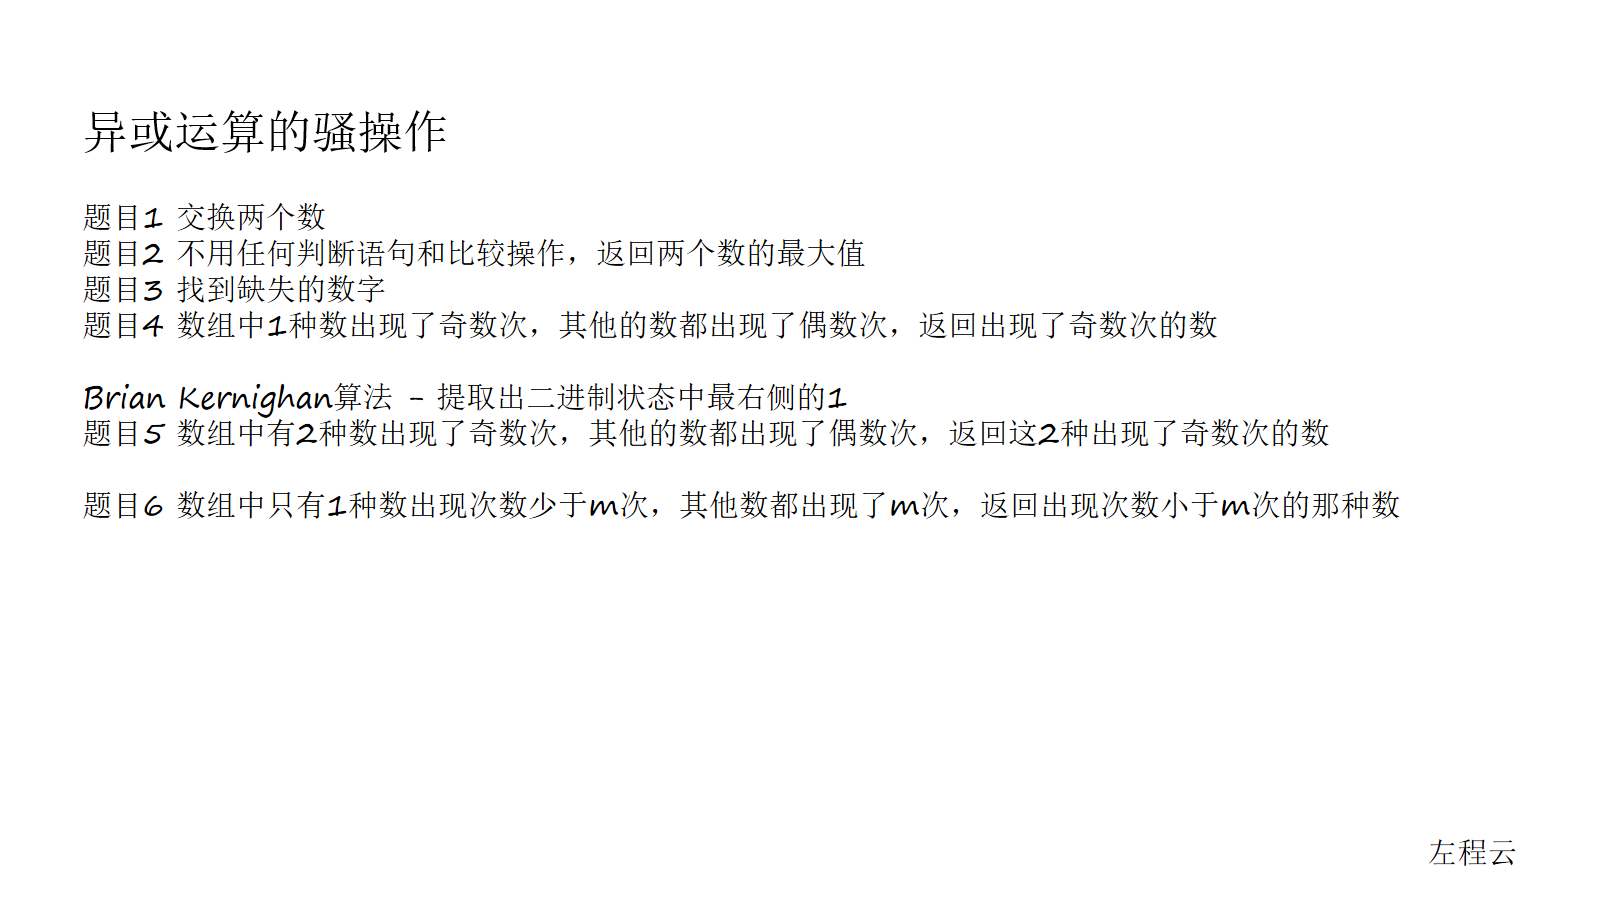 异或运算的骚操作
题目1 交换两个数
题目2 不用任何判断语句和比较操作，返回两个数的最大值
题目3 找到缺失的数字
题目4 数组中1种数出现了奇数次，其他的数都出现了偶数次，返回出现了奇数次的数
Brian Kernighan算法 - 提取出二进制状态中最右侧的1
题目5 数组中有2种数出现了奇数次，其他的数都出现了偶数次，返回这2种出现了奇数次的数
题目6 数组中只有1种数出现次数少于m次，其他数都出现了m次，返回出现次数小于m次的那种数
左程云